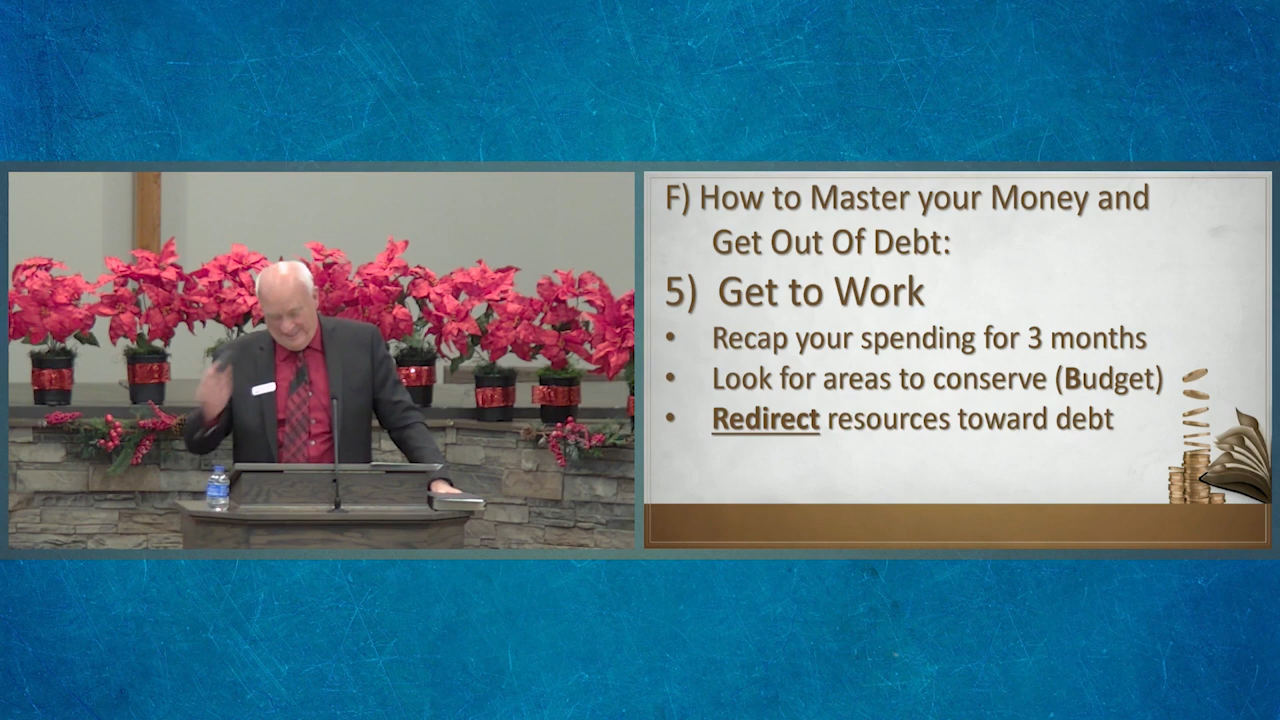 F) How to Master your Money and
Get Out Of Debt:
5) Get to Work
• Recap your spending for 3 months
• Look for areas to conserve (Budget)
• Redirect resources toward debt